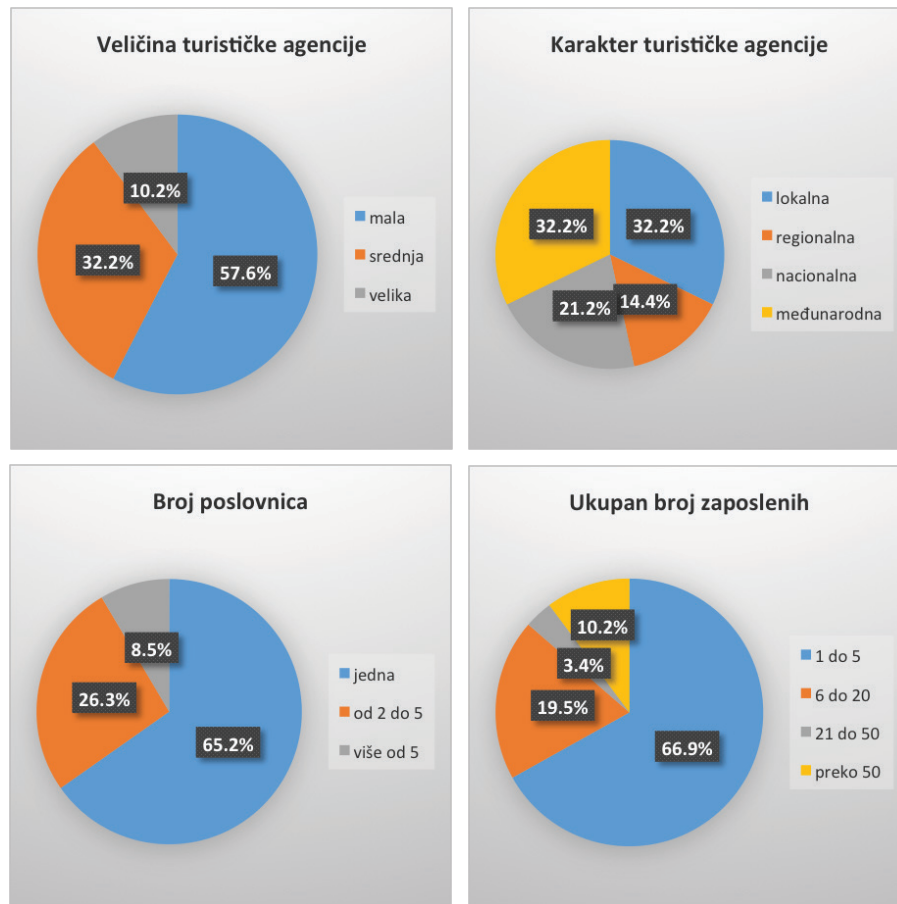 Veličina turističke agencije
10.2%
32.2%
57.6%
mala
srednja
velika
Karakter turističke agencije
32.2%
32.2%
21.2%
14.4%
lokalna
regionalna
nacionalna
međunarodna
Broj poslovnica
8.5%
26.3%
65.2%
jedna
od 2 do 5
više od 5
Ukupan broj zaposlenih
10.2%
3.4%
19.5%
66.9%
1 do 5
6 do 20
21 do 50
preko 50